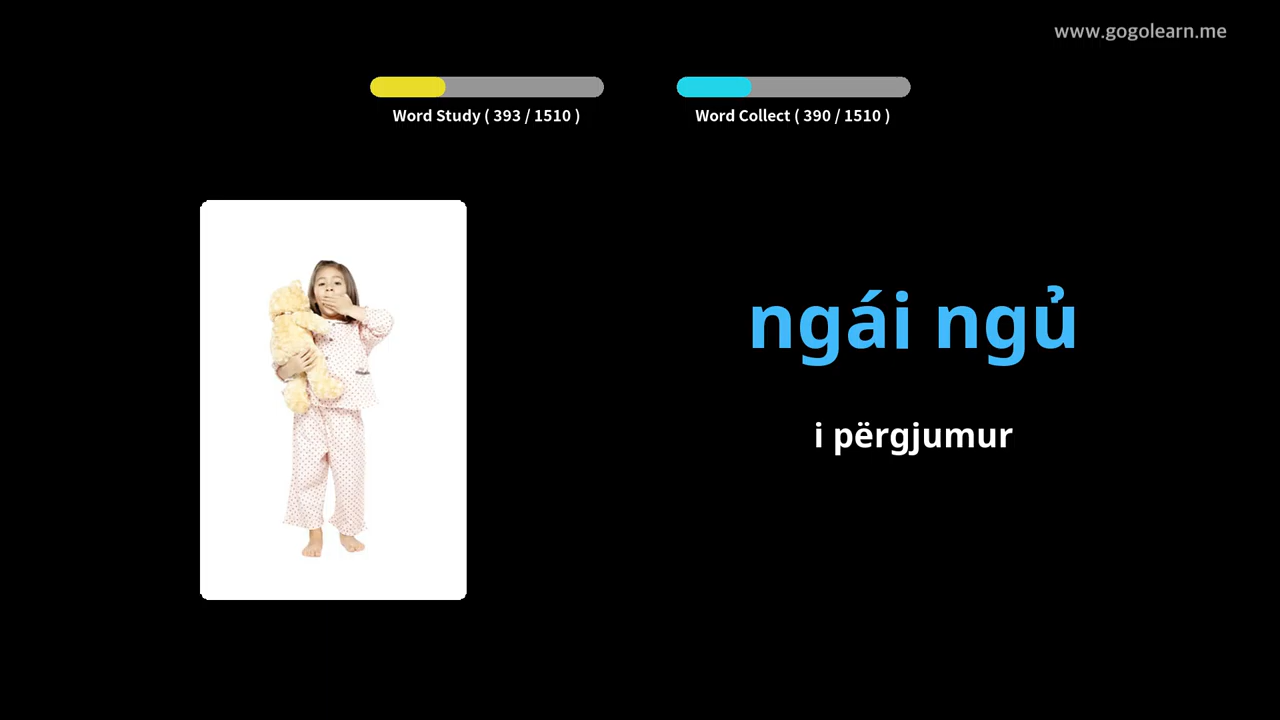 www.gogolearn.me
Word Study ( 393 / 1510 )
Word Collect ( 390 / 1510 )
ngái ngủ
i përgjumur